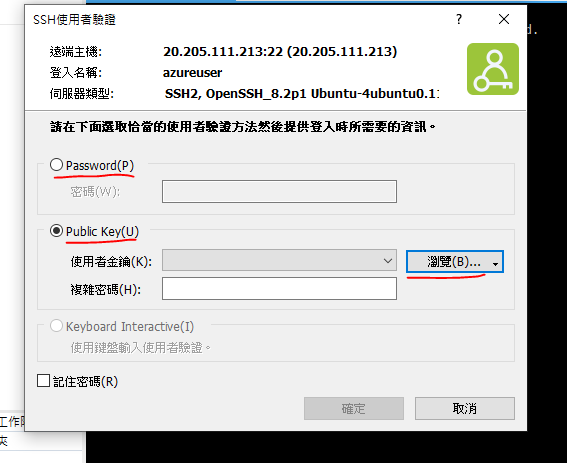 SSH使用者驗證
?
遠端主機: 20.205.111.213:22 (20.205.111.213)
登入名稱: azureuser
伺服器類型: SSH2, OpenSSH_8.2p1 Ubuntu-4ubuntu0.1
請在下面選取恰當的使用者驗證方法然後提供登入時所需要的資訊。
Password(P)
密碼(W):
Public Key(U)
使用者金鑰(K):
瀏覽(B)...
複雜密碼(H):
Keyboard Interactive(I)
使用鍵盤輸入使用者驗證。
記住密碼(R)
確定 取消
d.
工作
夾